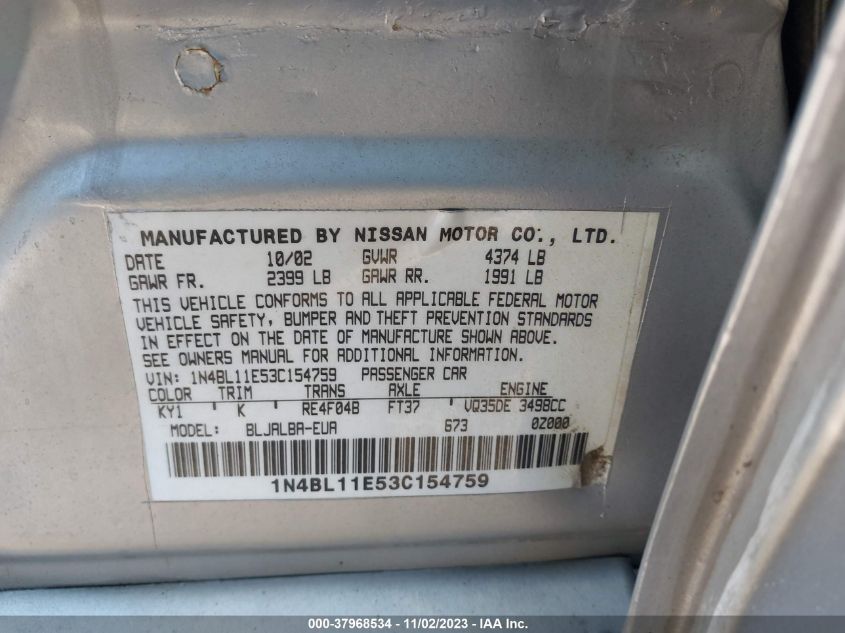 MANUFACTURED BY NISSAN MOTOR CO., LTD.
DATE 10/02 GVWR 4374 LB
GAWR FR. 2399 LB GAWR RR. 1991 LB
THIS VEHICLE CONFORMS TO ALL APPLICABLE FEDERAL MOTOR
VEHICLE SAFETY, BUMPER AND THEFT PREVENTION STANDARDS
IN EFFECT ON THE DATE OF MANUFACTURE SHOWN ABOVE.
SEE OWNERS MANUAL FOR ADDITIONAL INFORMATION.
VIN: 1N4BL11E53C154759 PASSENGER CAR
COLOR TRIM TRANS AXLE ENGINE
KY1 K RE4F04B FT37 VQ35DE 3498CC
MODEL: BLJALBA-EUA 673 0Z000
1N4BL11E53C154759
000-37968534 - 11/02/2023 - IAA Inc.